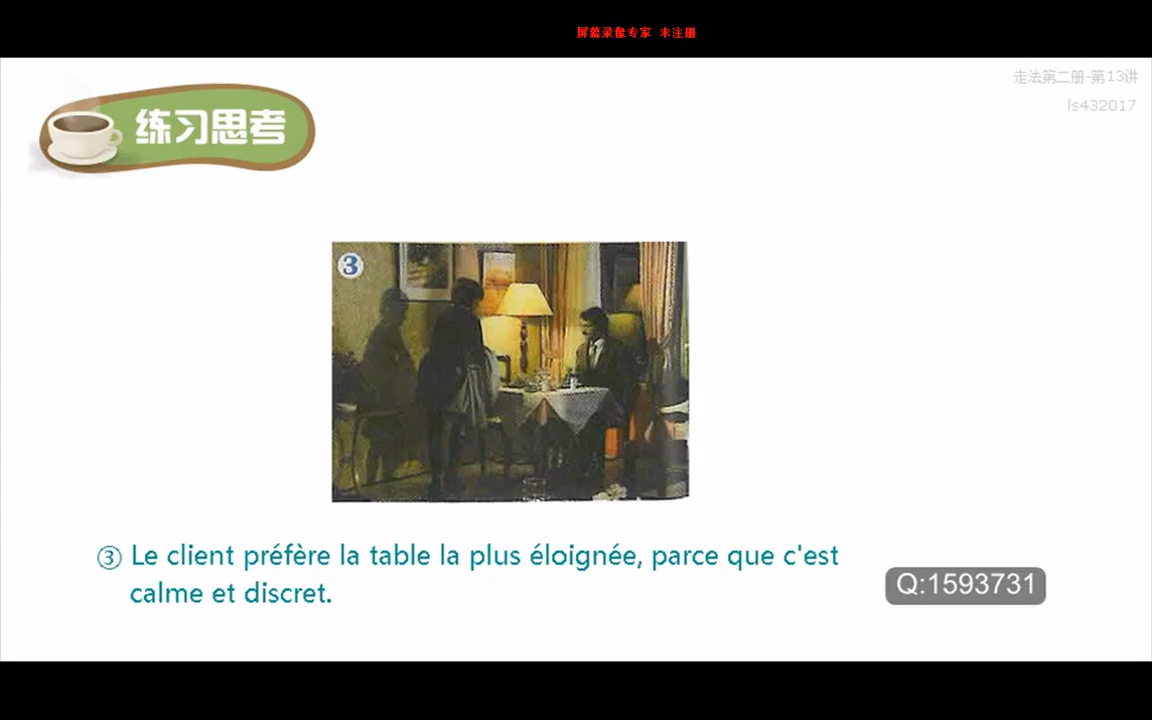 屏幕录像专家 未注册
走法第二册-第13讲
ls432017
练习思考
3
③ Le client préfère la table la plus éloignée, parce que c'est
calme et discret.
Q:1593731